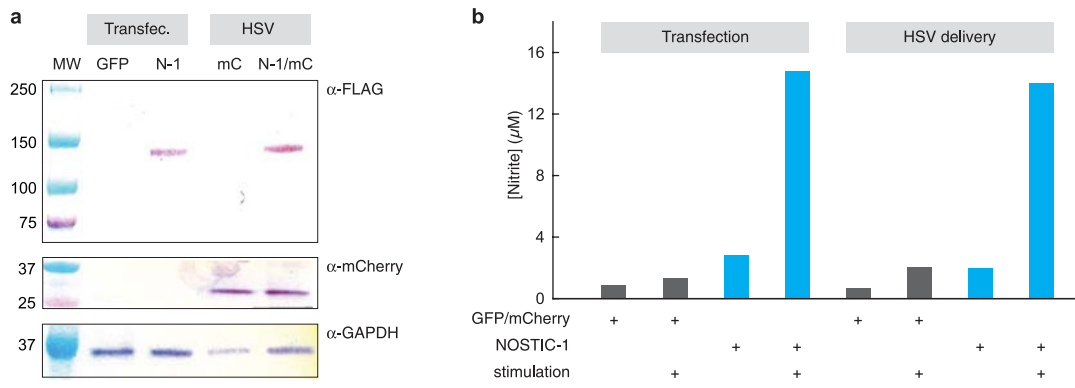 a
Transfec. HSV
MW GFP N-1 mC N-1/mC
250 α-FLAG
150
100
75
37 α-mCherry
25
37 α-GAPDH
b
Transfection HSV delivery
16
12
8
4
0
[Nitrite] (µM)
GFP/mCherry + + + +
NOSTIC-1 + + + +
stimulation + + + +